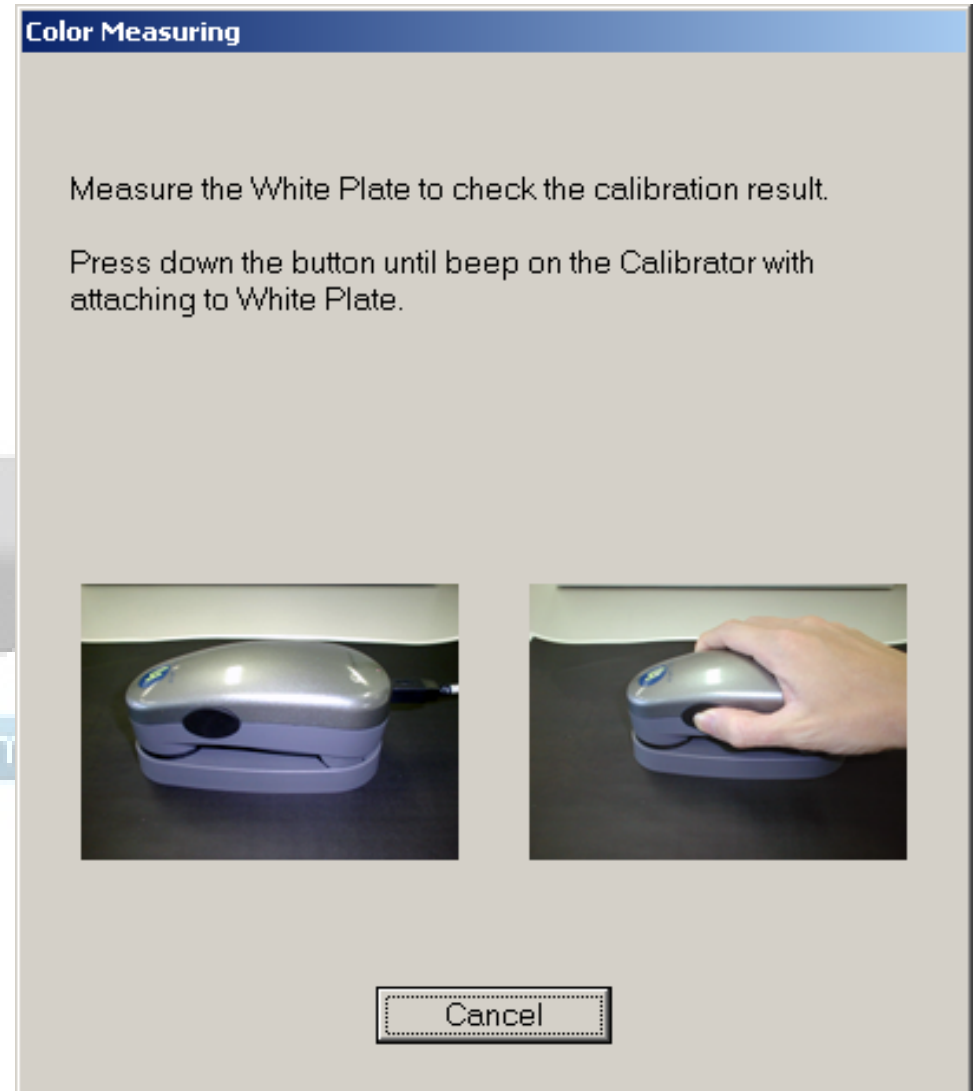 Color Measuring
Measure the White Plate to check the calibration result.
Press down the button until beep on the Calibrator with
attaching to White Plate.
Cancel